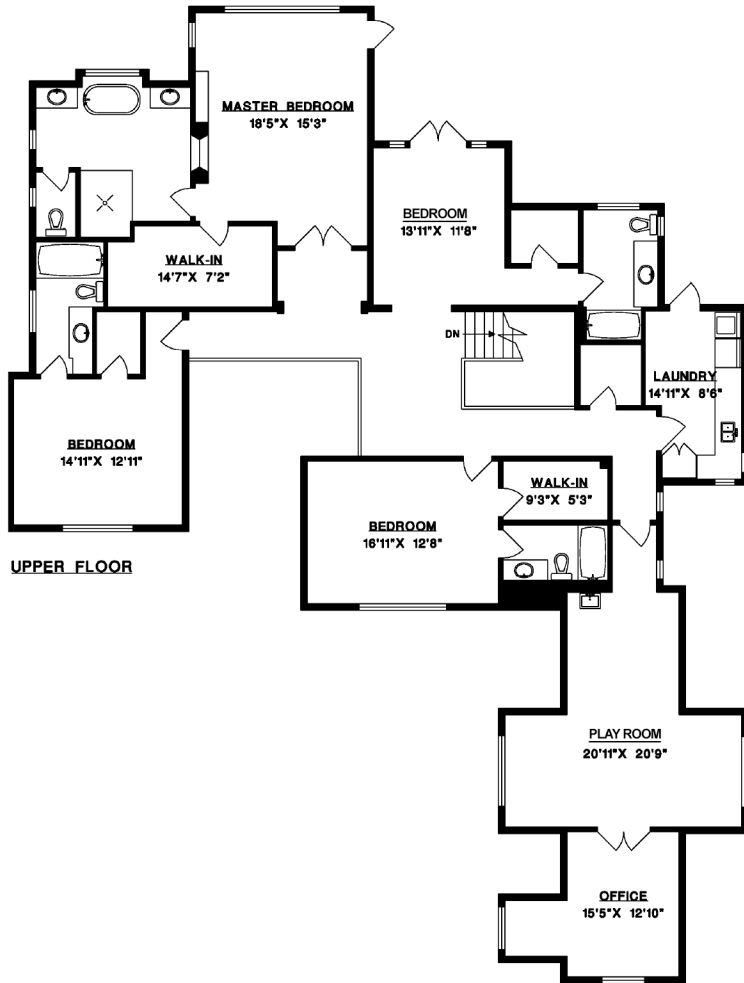 MASTER BEDROOM
18'5"X 15'3"
BEDROOM
13'11"X 11'8"
WALK-IN
14'7"X 7'2"
DN
LAUNDRY
14'11"X 8'6"
BEDROOM
14'11"X 12'11"
WALK-IN
9'3"X 5'3"
BEDROOM
16'11"X 12'8"
UPPER FLOOR
PLAY ROOM
20'11"X 20'9"
OFFICE
15'5"X 12'10"